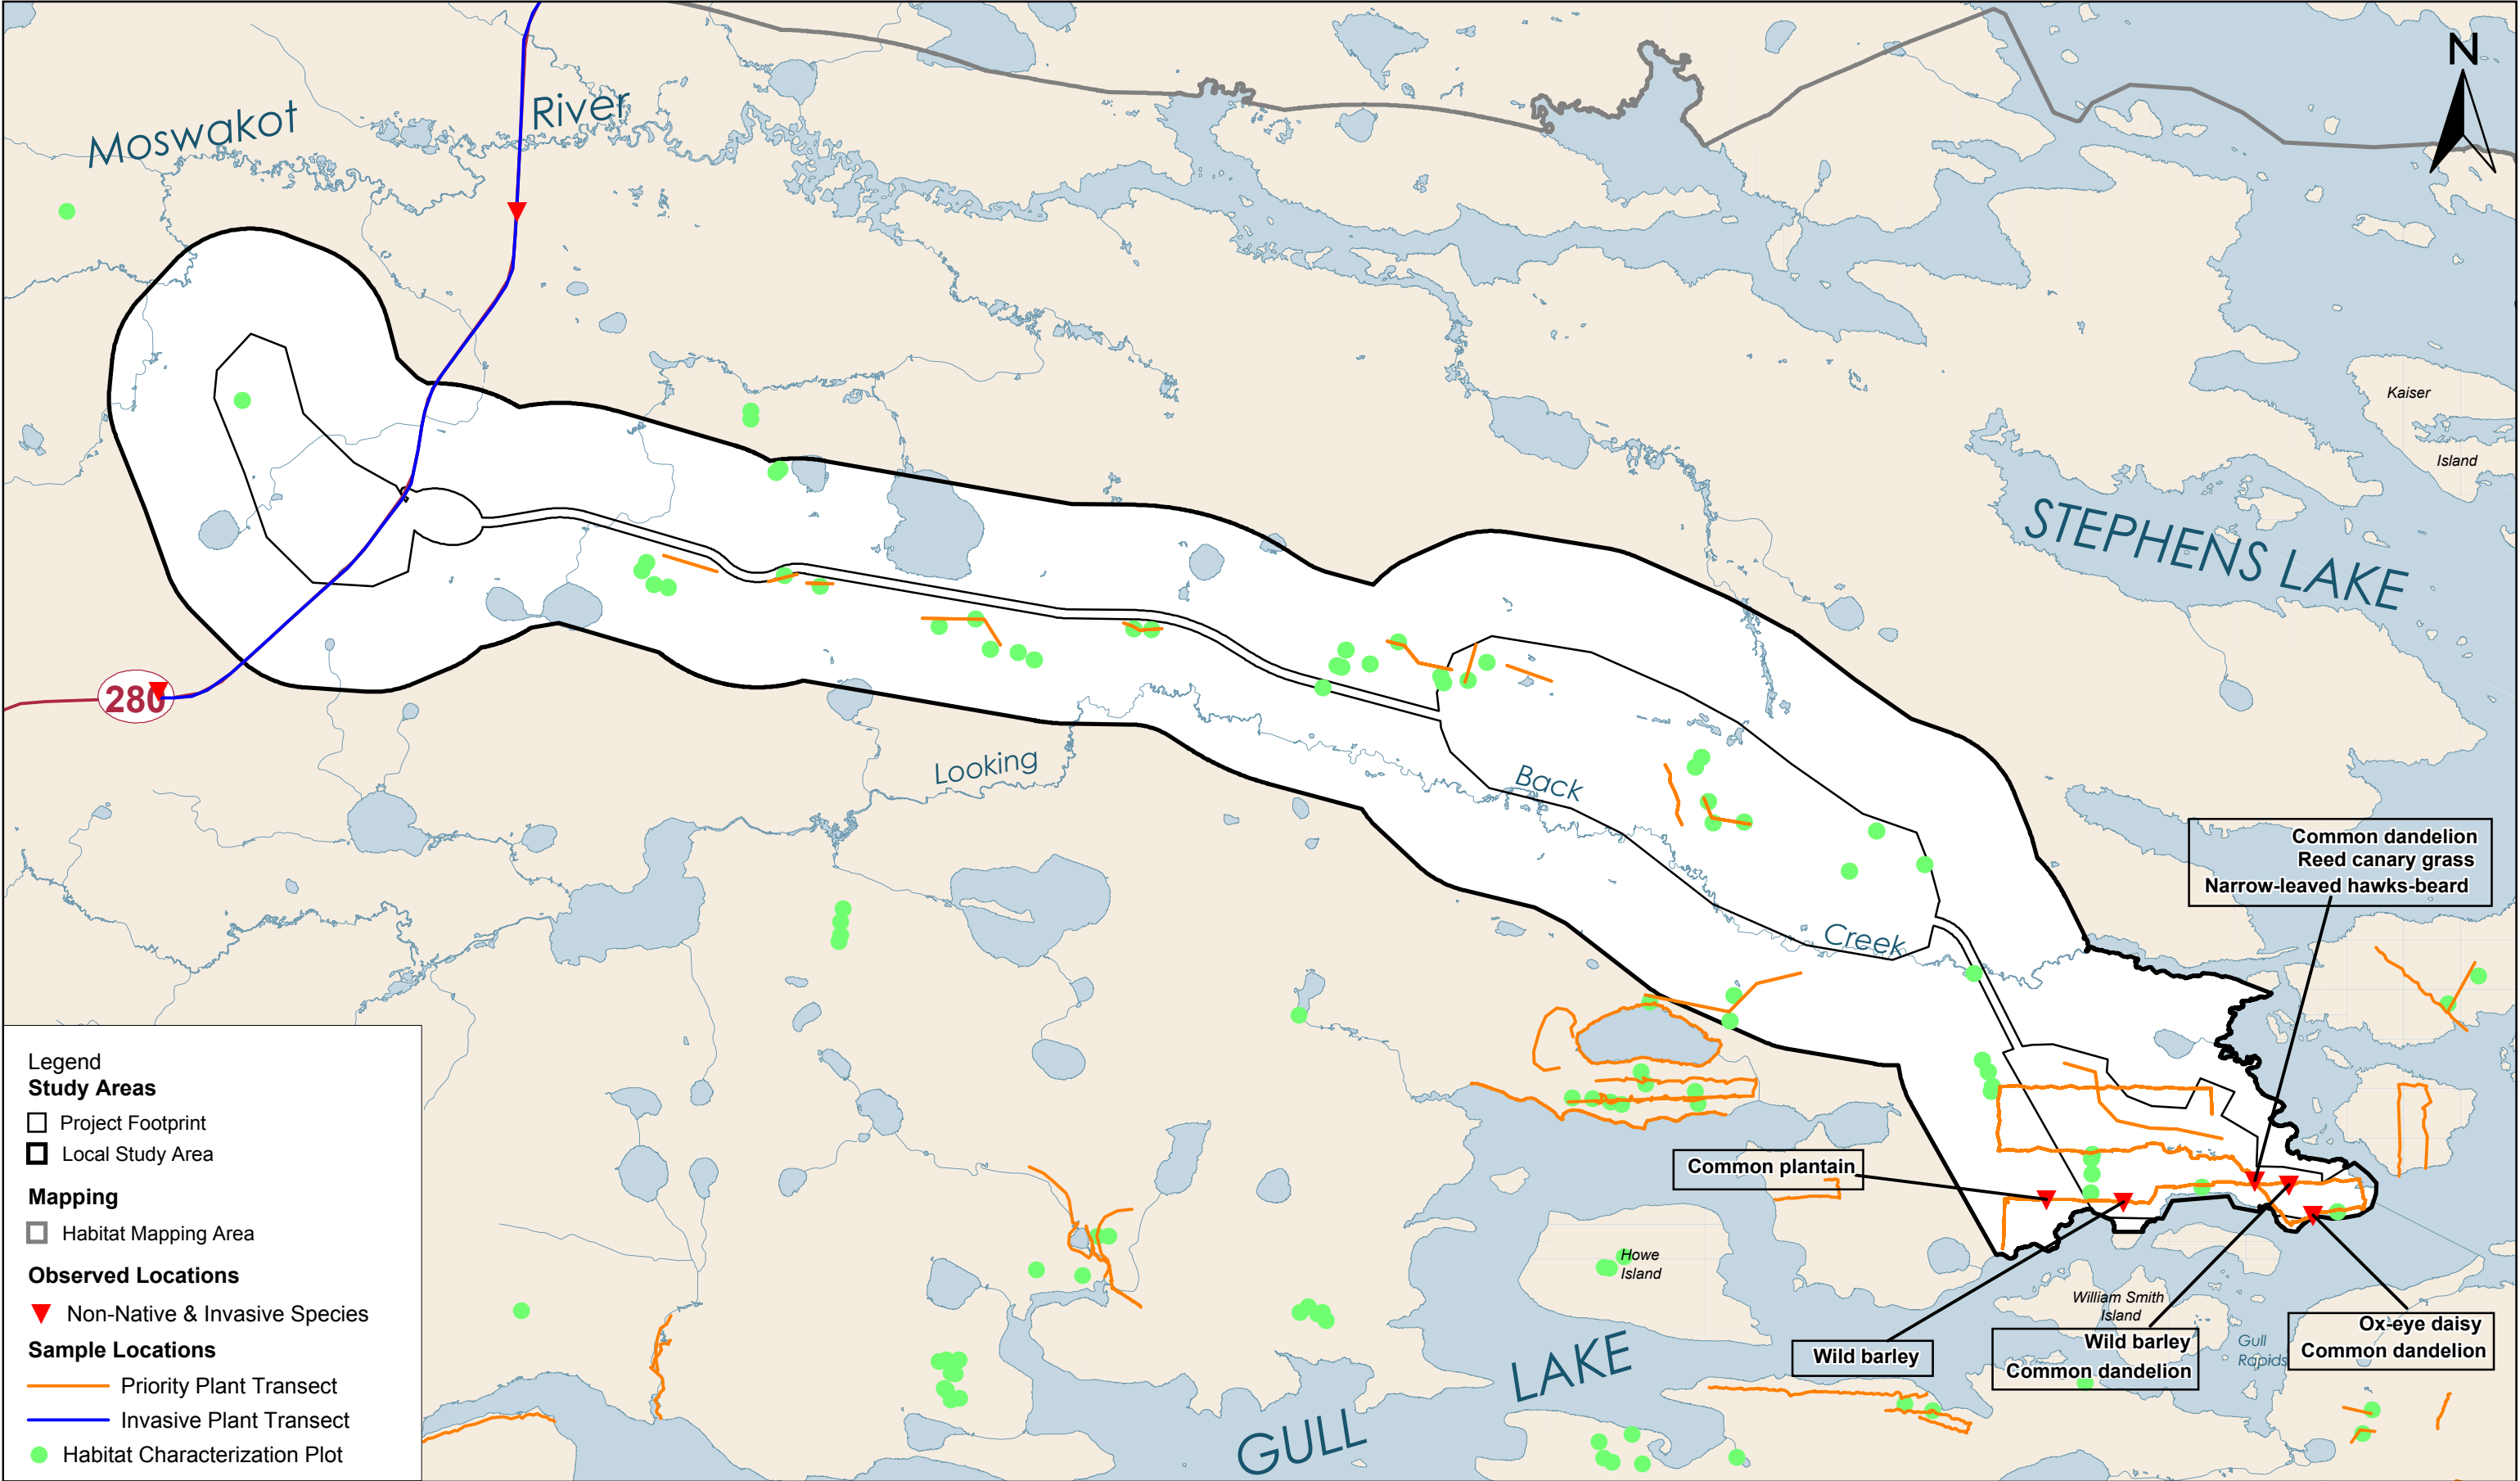 N
Moswakot River
Kaiser
Island
STEPHENS LAKE
280
Looking
Back
Creek
Common dandelion
Reed canary grass
Narrow-leaved hawks-beard
Common plantain
Howe
Island
William Smith
Island
Gull
Rapids
Wild barley
Wild barley
Common dandelion
Ox-eye daisy
Common dandelion
GULL LAKE
Legend
Study Areas
Project Footprint
Local Study Area
Mapping
Habitat Mapping Area
Observed Locations
Non-Native & Invasive Species
Sample Locations
Priority Plant Transect
Invasive Plant Transect
Habitat Characterization Plot